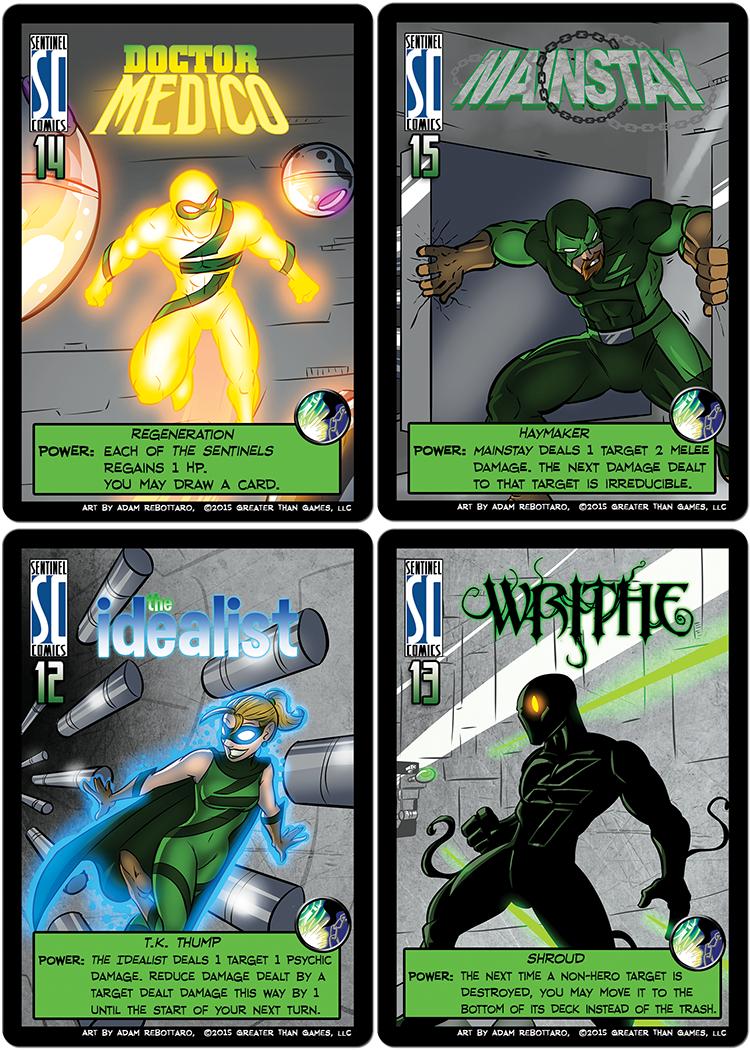 SENTINEL
SC
COMICS
14
DOCTOR
MEDICO
REGENERATION
POWER: EACH OF THE SENTINELS
REGAINS 1 HP.
YOU MAY DRAW A CARD.
ART BY ADAM REBOTTARO, ©2015 GREATER THAN GAMES, LLC
SENTINEL
SC
COMICS
15
MAINSTAY
HAYMAKER
POWER: MAINSTAY DEALS 1 TARGET 2 MELEE
DAMAGE. THE NEXT DAMAGE DEALT
TO THAT TARGET IS IRREDUCIBLE.
ART BY ADAM REBOTTARO, ©2015 GREATER THAN GAMES, LLC
SENTINEL
SC
COMICS
12
the
idealist
T.K. THUMP
POWER: THE IDEALIST DEALS 1 TARGET 1 PSYCHIC
DAMAGE. REDUCE DAMAGE DEALT BY A
TARGET DEALT DAMAGE THIS WAY BY 1
UNTIL THE START OF YOUR NEXT TURN.
ART BY ADAM REBOTTARO, ©2015 GREATER THAN GAMES, LLC
SENTINEL
SC
COMICS
13
WRITHE
SHROUD
POWER: THE NEXT TIME A NON-HERO TARGET IS
DESTROYED, YOU MAY MOVE IT TO THE
BOTTOM OF ITS DECK INSTEAD OF THE TRASH.
ART BY ADAM REBOTTARO, ©2015 GREATER THAN GAMES, LLC